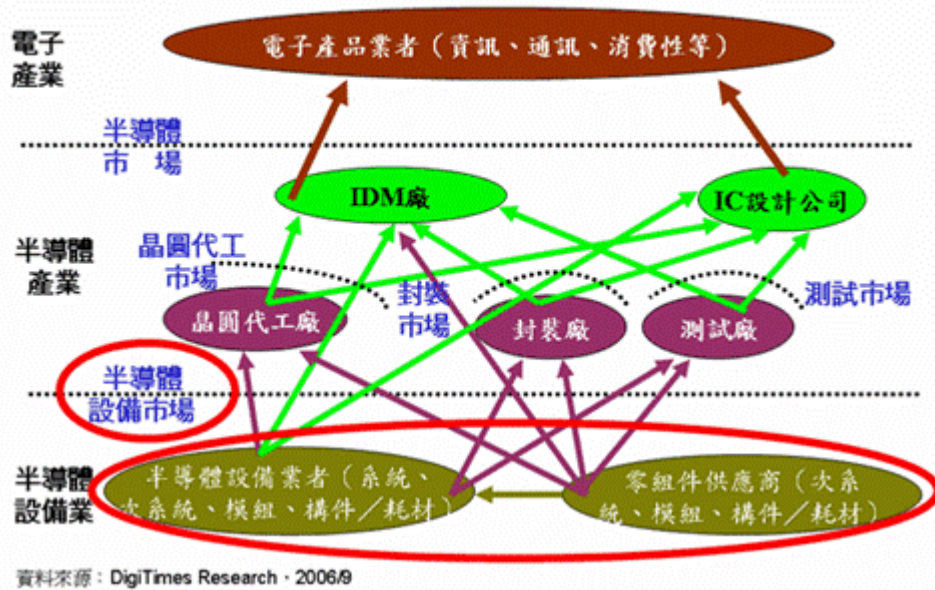 電子
產業
電子產品業者（資訊、通訊、消費性等）
半導體
市　場
IDM廠
IC設計公司
半導體
產業
晶圓代工
市場
封裝
市場
測試市場
晶圓代工廠
封裝廠
測試廠
半導體
設備市場
半導體
設備業
半導體設備業者（系統、
次系統、模組、構件／耗材）
零組件供應商（次系
統、模組、構件／耗材）
資料來源：DigiTimes Research，2006/9